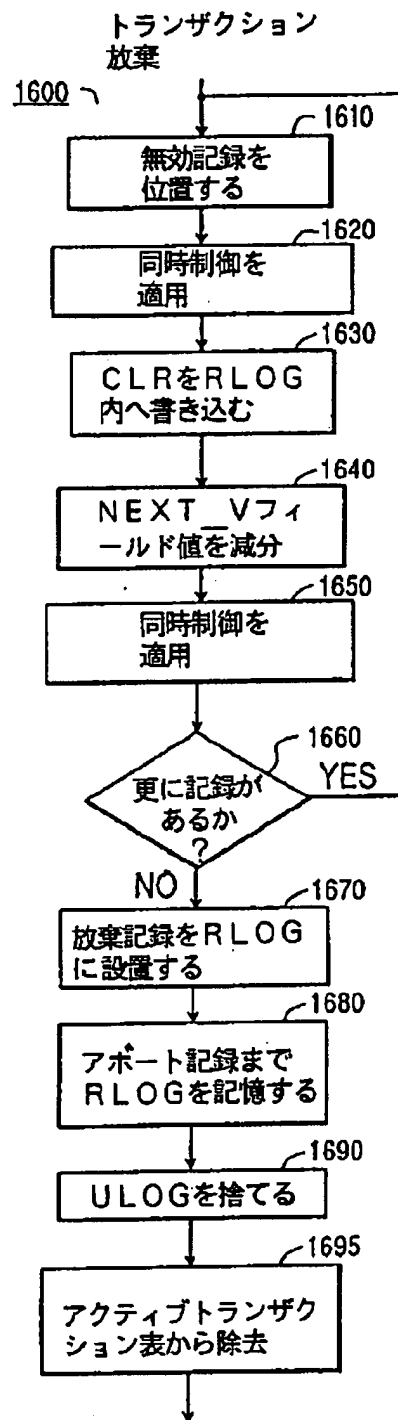 トランザクション
放棄
1600
1610
無効記録を
位置する
1620
同時制御を
適用
1630
CLRをRLOG
内へ書き込む
1640
NEXT_Vフィ
ールド値を減分
1650
同時制御を
適用
1660
更に記録が
あるか
?
YES
NO
1670
放棄記録をRLOG
に設置する
1680
アボート記録まで
RLOGを記憶する
1690
ULOGを捨てる
1695
アクティブトランザク
ション表から除去